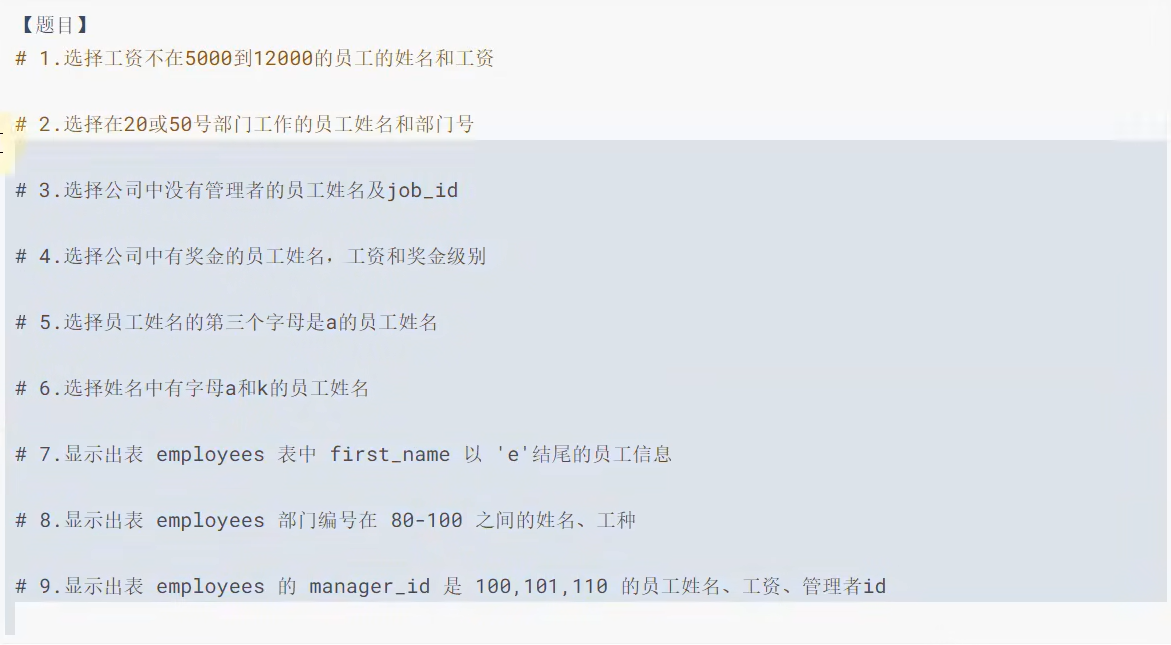 【题目】
# 1.选择工资不在5000到12000的员工的姓名和工资
# 2.选择在20或50号部门工作的员工姓名和部门号
# 3.选择公司中没有管理者的员工姓名及job_id
# 4.选择公司中有奖金的员工姓名，工资和奖金级别
# 5.选择员工姓名的第三个字母是a的员工姓名
# 6.选择姓名中有字母a和k的员工姓名
# 7.显示出表 employees 表中 first_name 以 'e'结尾的员工信息
# 8.显示出表 employees 部门编号在 80-100 之间的姓名、工种
# 9.显示出表 employees 的 manager_id 是 100,101,110 的员工姓名、工资、管理者id